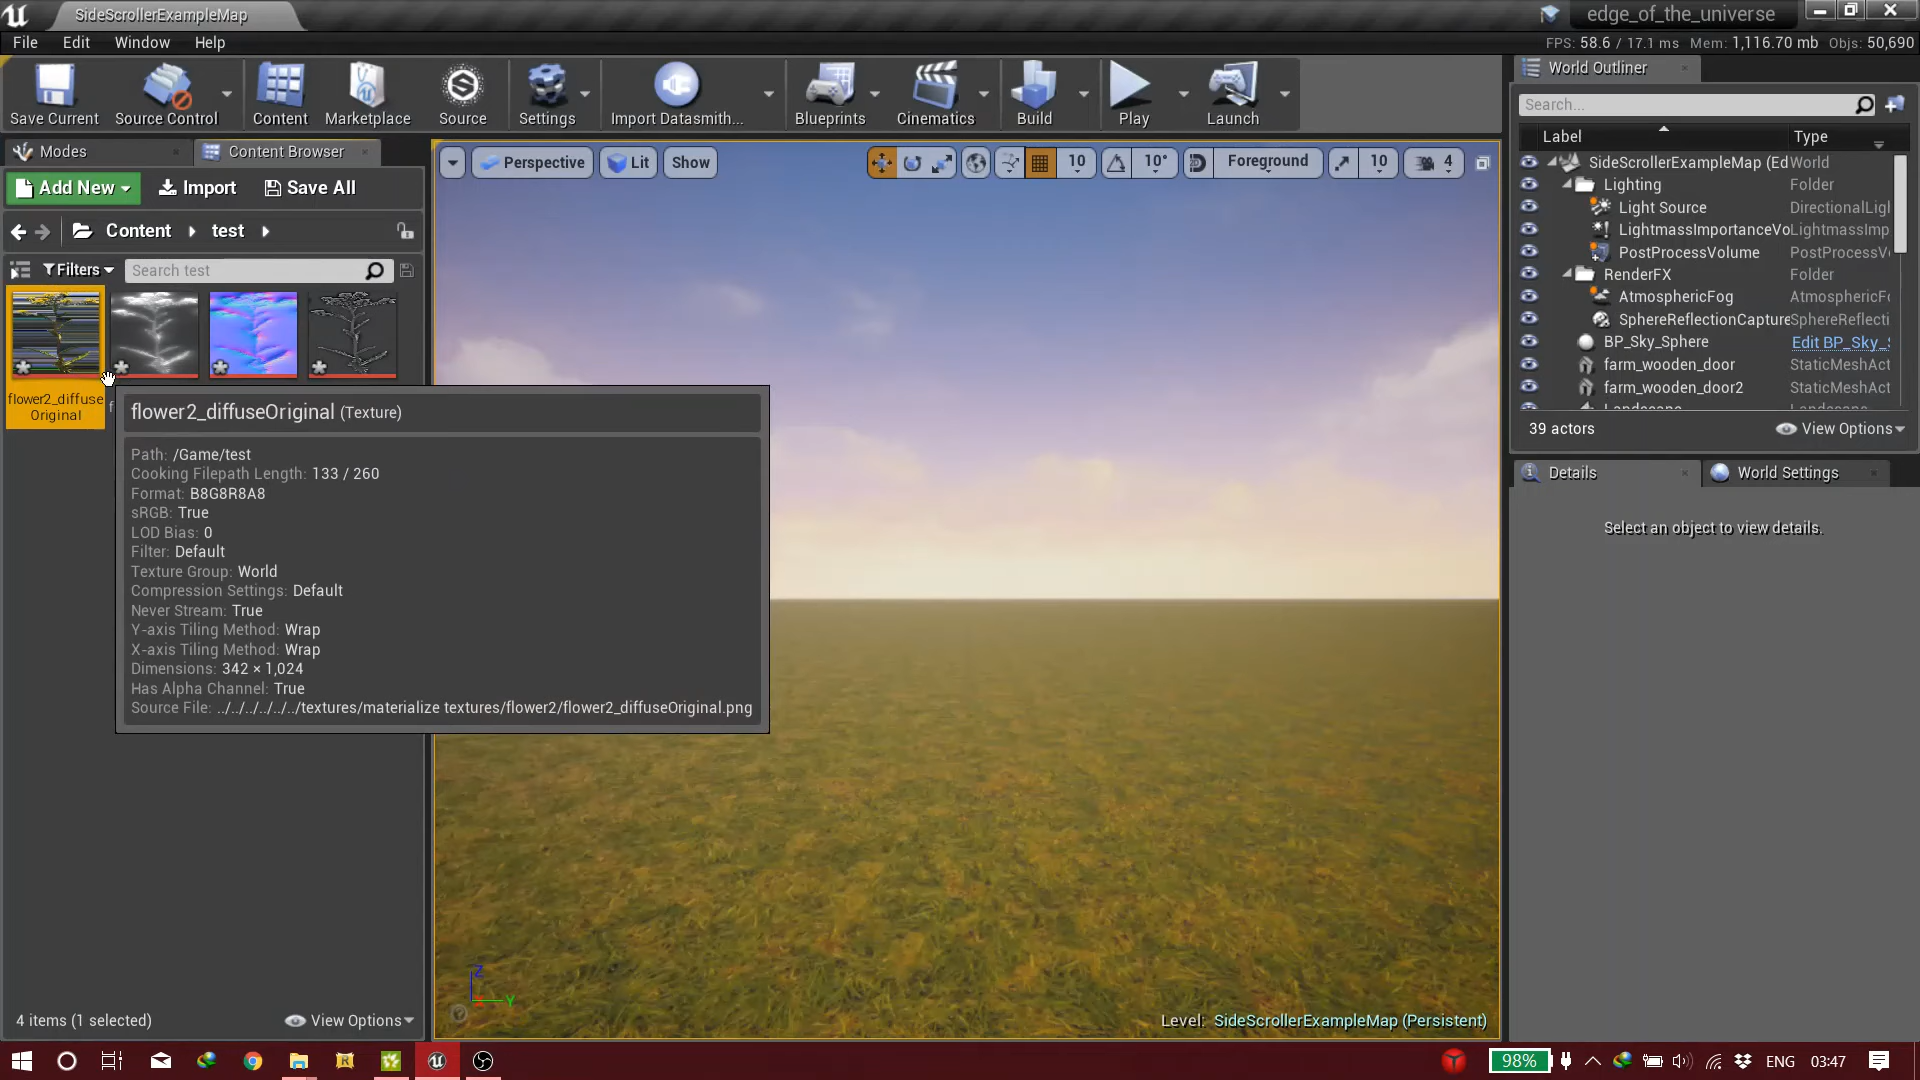 SideScrollerExampleMap
edge_of_the_universe
File Edit Window Help
FPS: 58.6 / 17.1 ms Mem: 1,116.70 mb Objs: 50,690
Save Current
Source Control
Content
Marketplace
Source
Settings
Import Datasmith...
Blueprints
Cinematics
Build
Play
Launch
World Outliner
Search...
Label
Type
Modes
Content Browser
Add New
Import
Save All
Content
test
Filters
Search test
Perspective
Lit
Show
10
10°
Foreground
10
4
SideScrollerExampleMap (Ed
World
Lighting
Folder
Light Source
DirectionalLigl
LightmassImportanceVo
LightmassImp
PostProcessVolume
PostProcessV
RenderFX
Folder
AtmosphericFog
AtmosphericFo
SphereReflectionCapture
SphereReflecti
BP_Sky_Sphere
Edit BP_Sky_S
farm_wooden_door
StaticMeshAct
farm_wooden_door2
StaticMeshAct
39 actors
View Options
Details
World Settings
Select an object to view details.
flower2_diffuse
Original
flower2_diffuseOriginal (Texture)
Path: /Game/test
Cooking Filepath Length: 133 / 260
Format: B8G8R8A8
sRGB: True
LOD Bias: 0
Filter: Default
Texture Group: World
Compression Settings: Default
Never Stream: True
Y-axis Tiling Method: Wrap
X-axis Tiling Method: Wrap
Dimensions: 342 × 1,024
Has Alpha Channel: True
Source File: ../../../../../../textures/materialize textures/flower2/flower2_diffuseOriginal.png
Z
Y
4 items (1 selected)
View Options
Level: SideScrollerExampleMap (Persistent)
98%
ENG
03:47